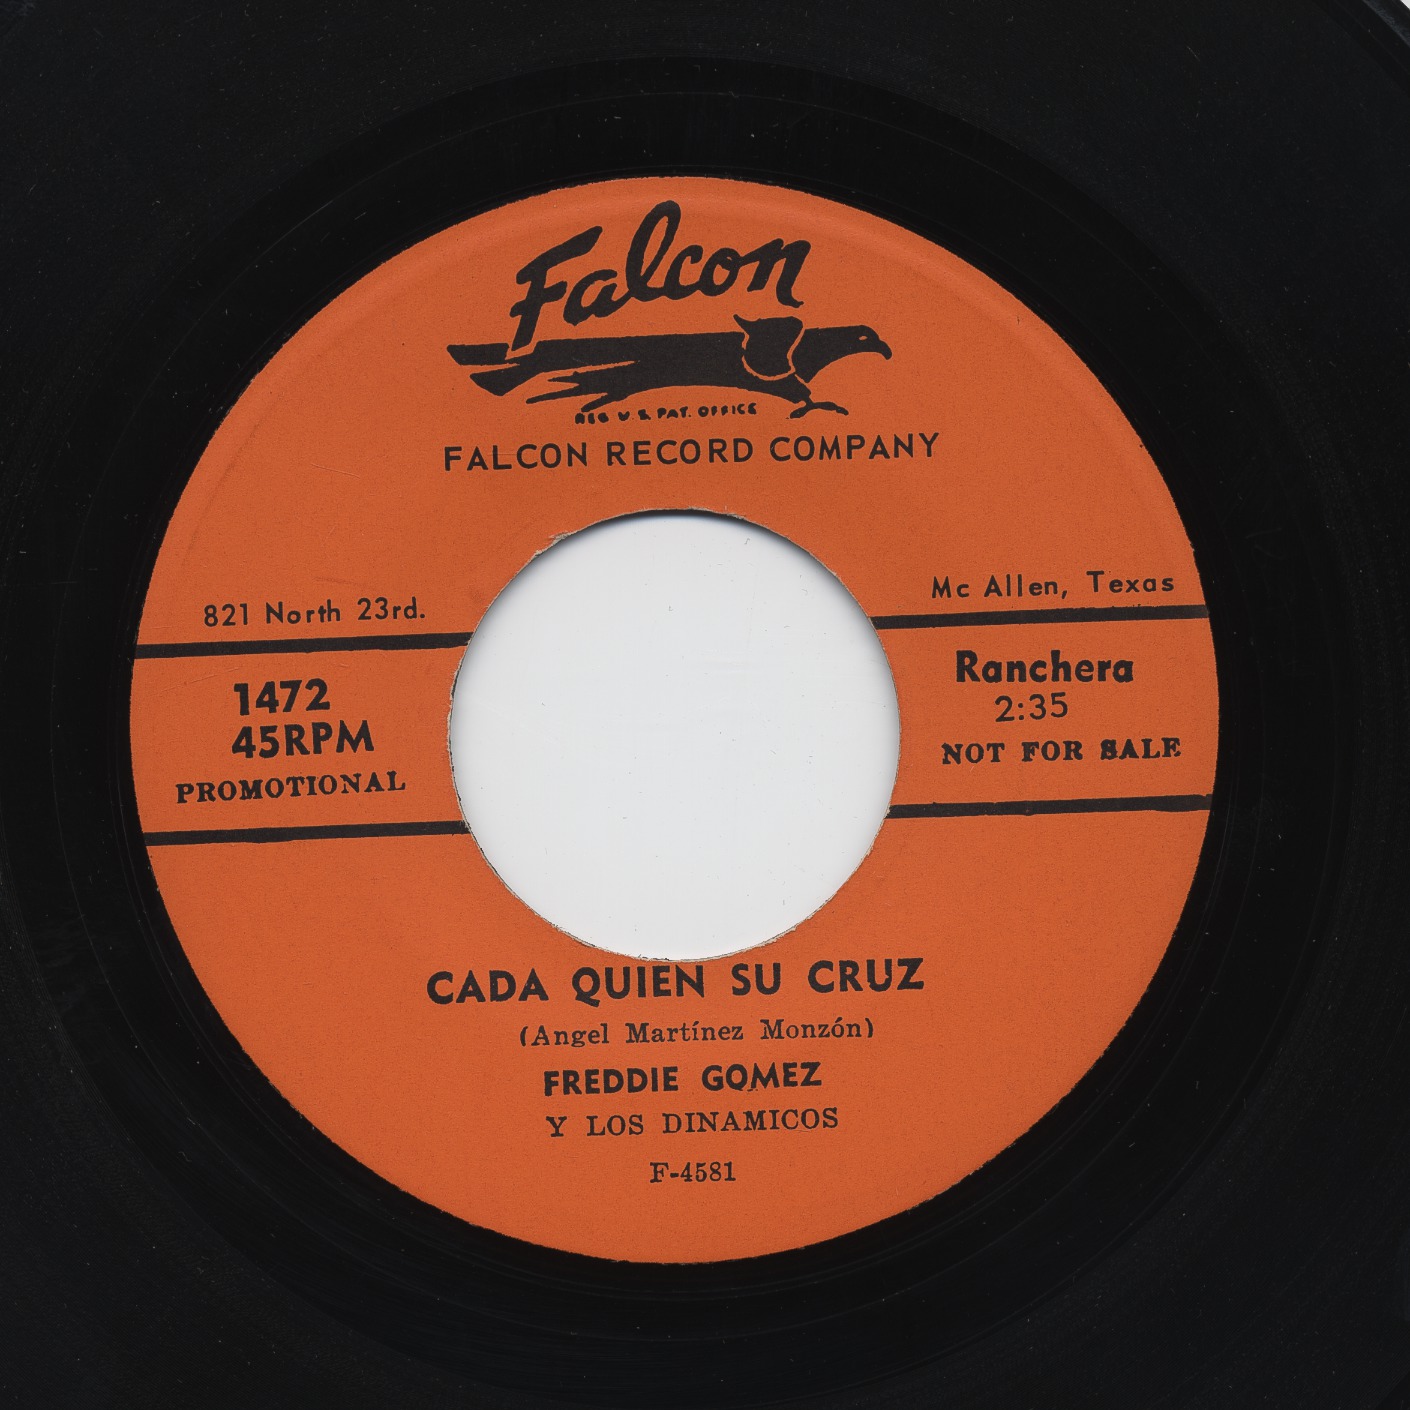 Falcon
REG U.S. PAT. OFFICE
FALCON RECORD COMPANY
821 North 23rd.
Mc Allen, Texas
1472
45RPM
PROMOTIONAL
Ranchera
2:35
NOT FOR SALE
CADA QUIEN SU CRUZ
(Angel Martínez Monzón)
FREDDIE GOMEZ
Y LOS DINAMICOS
F-4581